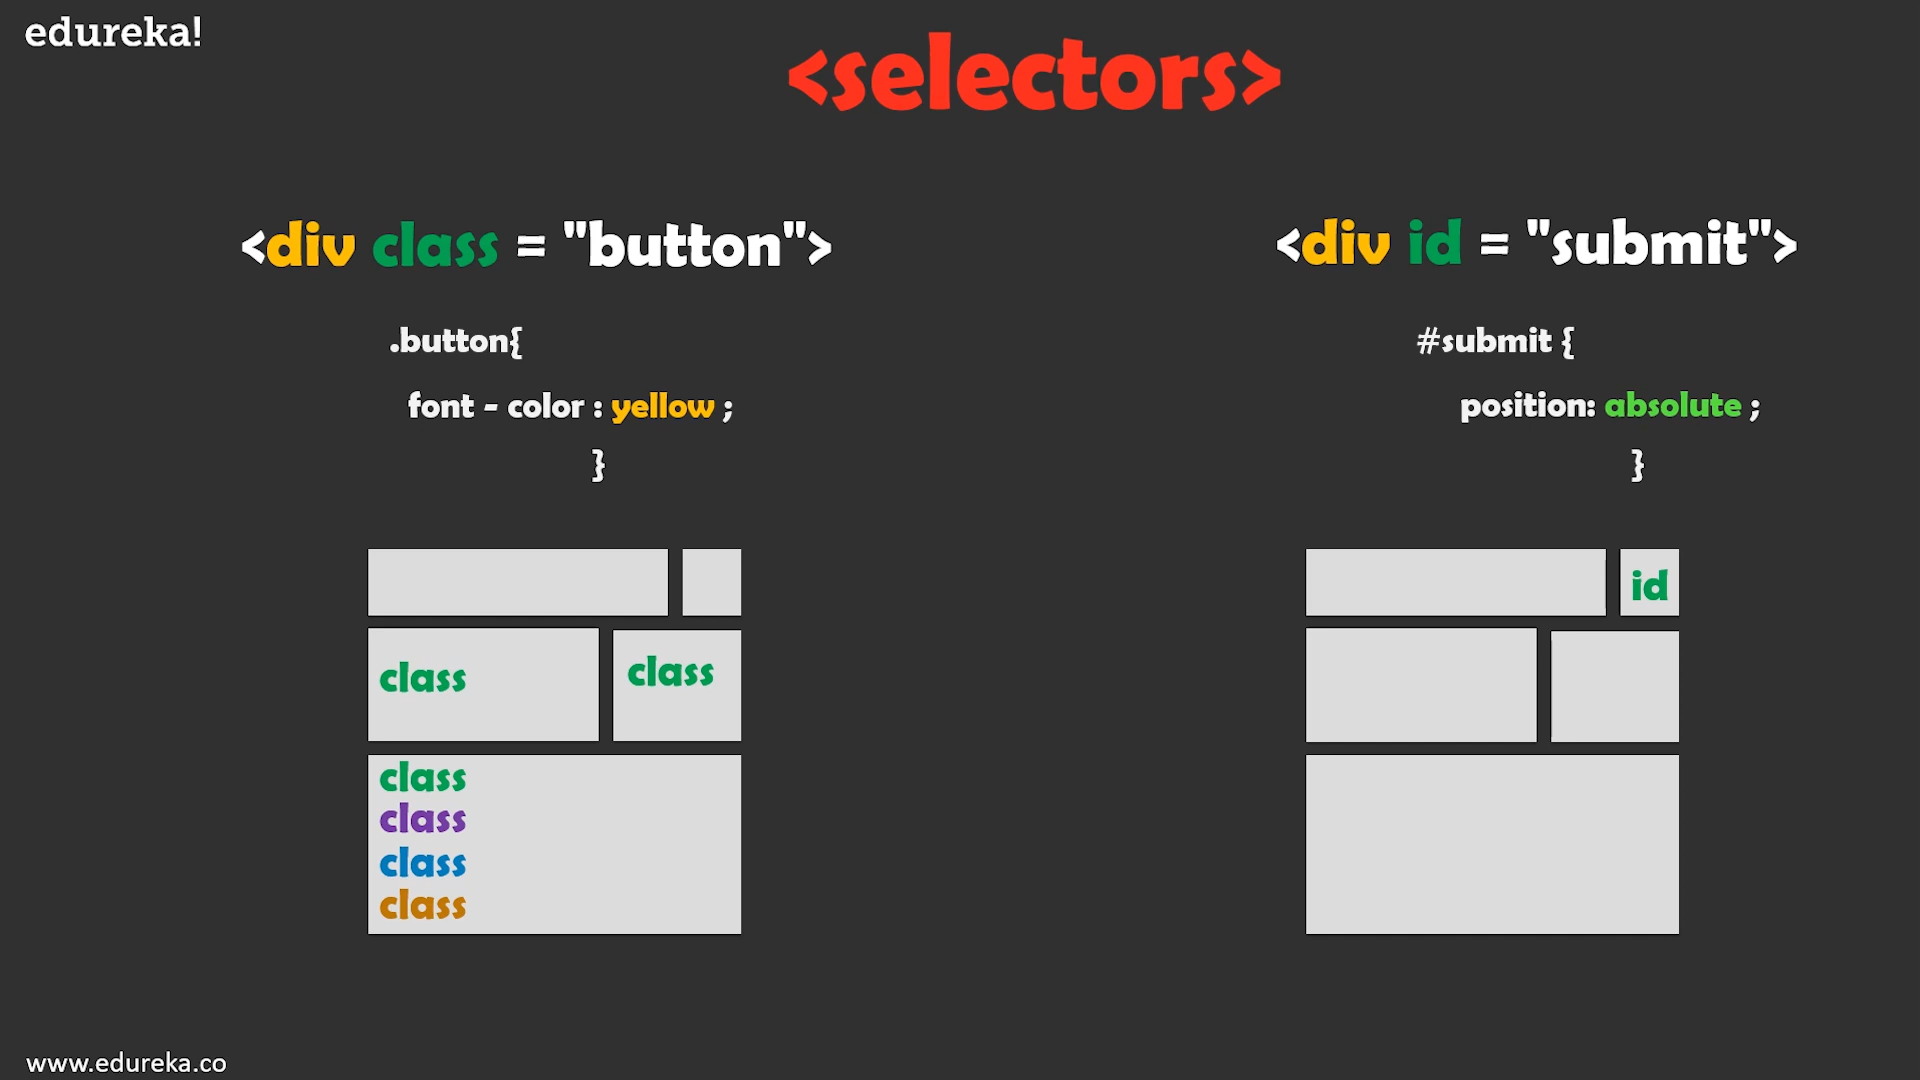 edureka!
<selectors>
<div class = "button">
.button{
font - color : yellow ;
}
class
class
class
class
class
class
<div id = "submit">
#submit {
position: absolute ;
}
id
www.edureka.co